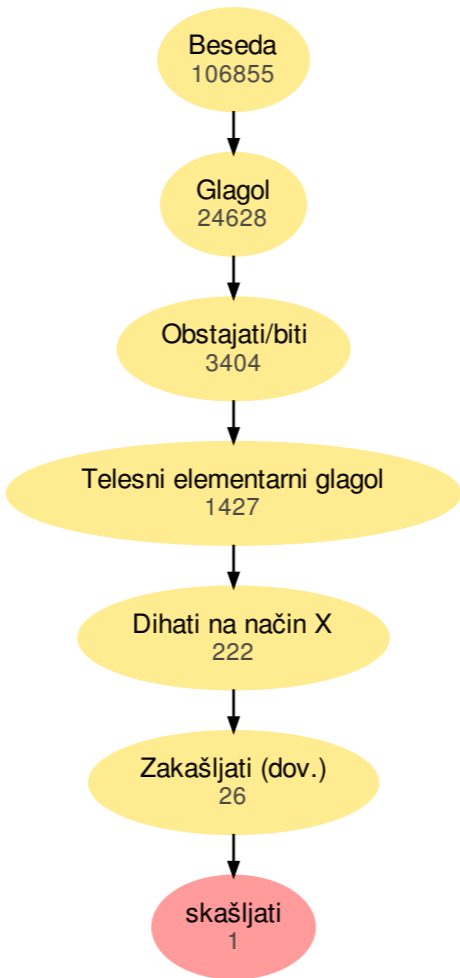 Beseda
106855
Glagol
24628
Obstajati/biti
3404
Telesni elementarni glagol
1427
Dihati na način X
222
Zakašljati (dov.)
26
skašljati
1